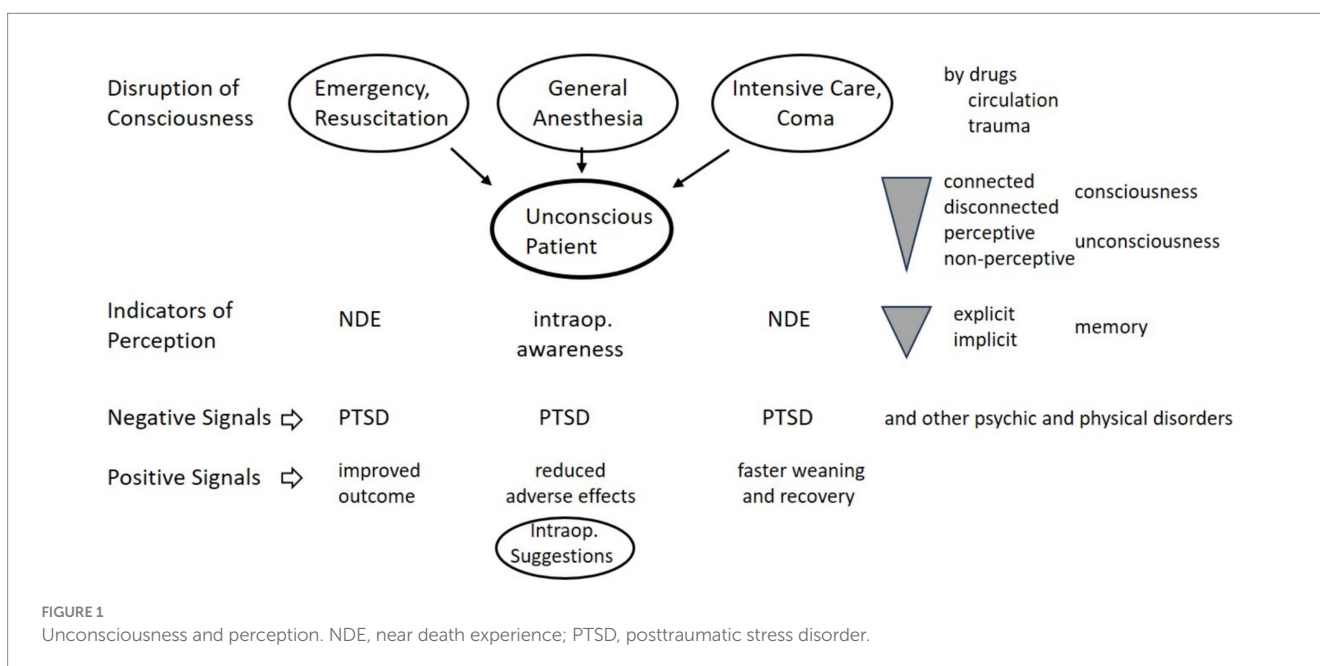 Disruption of
Consciousness
Emergency,
Resuscitation
General
Anesthesia
Intensive Care,
Coma
by drugs
circulation
trauma
Unconscious
Patient
connected
disconnected
perceptive
non-perceptive
consciousness
unconsciousness
Indicators of
Perception
NDE
intraop.
awareness
NDE
explicit
implicit
memory
Negative Signals ⇨
PTSD
PTSD
PTSD
and other psychic and physical disorders
Positive Signals ⇨
improved
outcome
reduced
adverse effects
faster weaning
and recovery
Intraop.
Suggestions
FIGURE 1
Unconsciousness and perception. NDE, near death experience; PTSD, posttraumatic stress disorder.